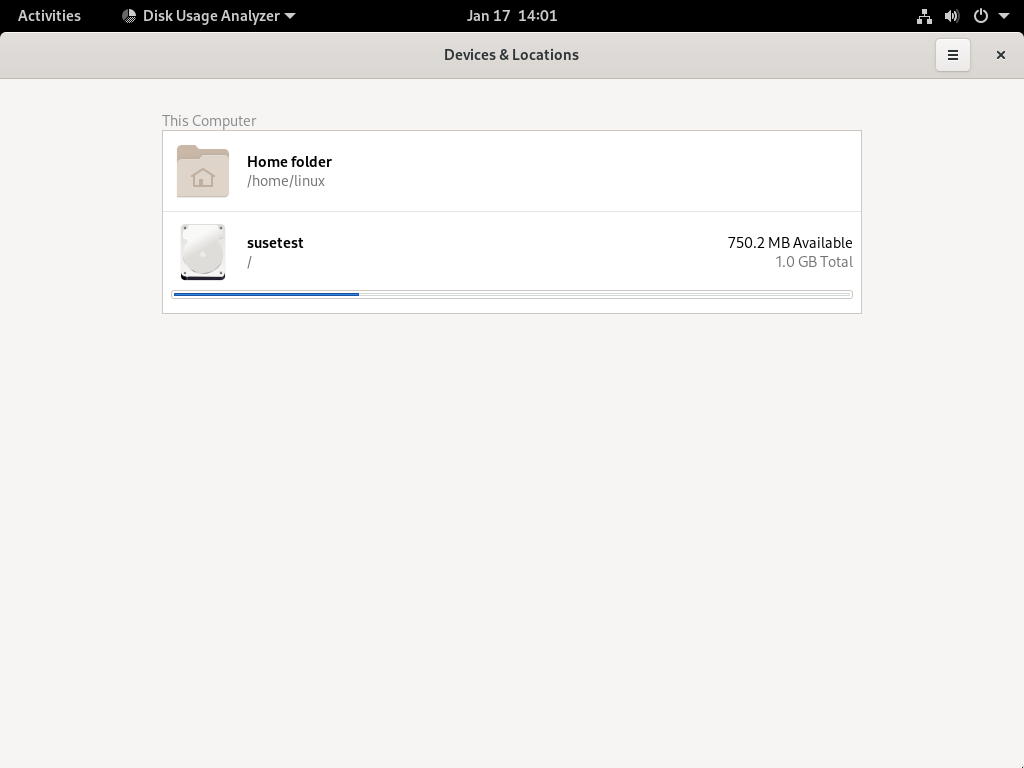 Activities Disk Usage Analyzer Jan 17 14:01
Devices & Locations
This Computer
Home folder
/home/linux
susetest 750.2 MB Available
/ 1.0 GB Total